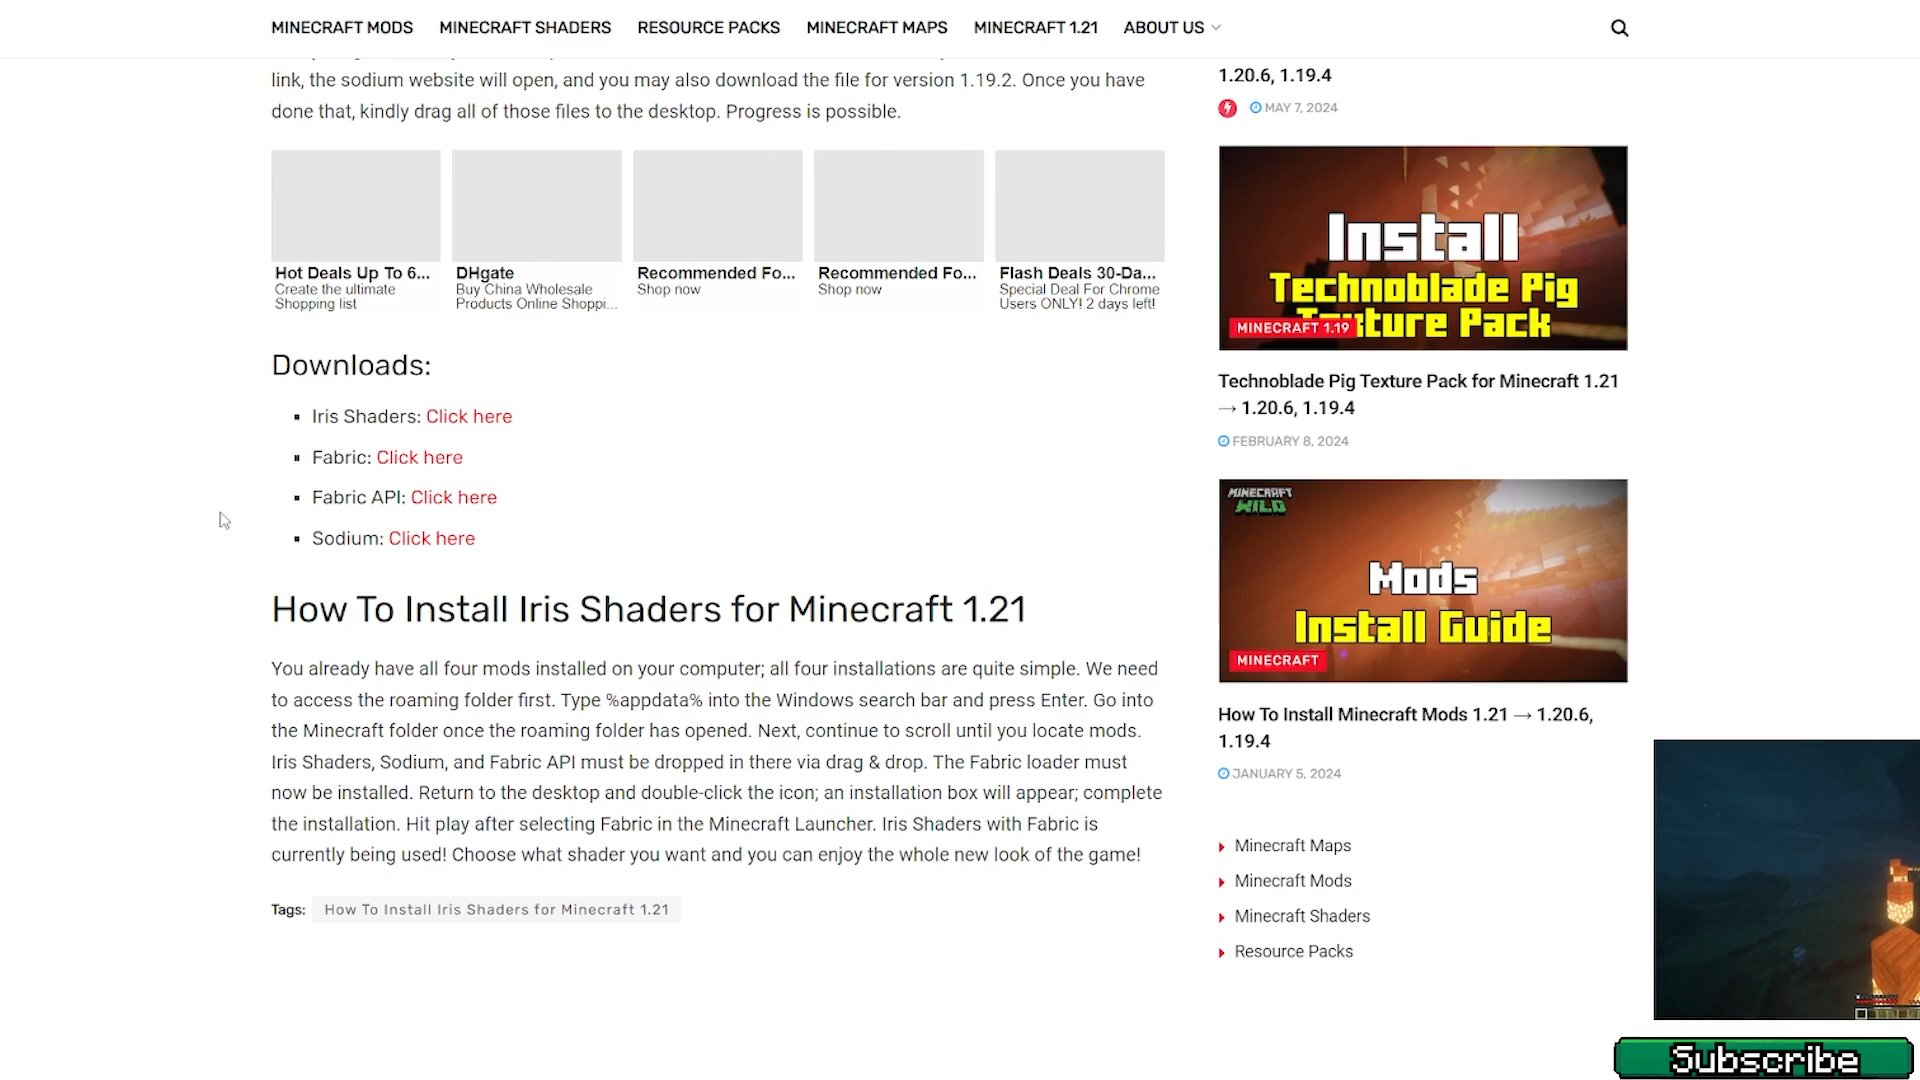 MINECRAFT MODS MINECRAFT SHADERS RESOURCE PACKS MINECRAFT MAPS MINECRAFT 1.21 ABOUT US
link, the sodium website will open, and you may also download the file for version 1.19.2. Once you have
done that, kindly drag all of those files to the desktop. Progress is possible.
Hot Deals Up To 6...
Create the ultimate
Shopping list
DHgate
Buy China Wholesale
Products Online Shoppi...
Recommended Fo...
Shop now
Recommended Fo...
Shop now
Flash Deals 30-Da...
Special Deal For Chrome
Users ONLY! 2 days left!
Downloads:
▪ Iris Shaders: Click here
▪ Fabric: Click here
▪ Fabric API: Click here
▪ Sodium: Click here
How To Install Iris Shaders for Minecraft 1.21
You already have all four mods installed on your computer; all four installations are quite simple. We need
to access the roaming folder first. Type %appdata% into the Windows search bar and press Enter. Go into
the Minecraft folder once the roaming folder has opened. Next, continue to scroll until you locate mods.
Iris Shaders, Sodium, and Fabric API must be dropped in there via drag & drop. The Fabric loader must
now be installed. Return to the desktop and double-click the icon; an installation box will appear; complete
the installation. Hit play after selecting Fabric in the Minecraft Launcher. Iris Shaders with Fabric is
currently being used! Choose what shader you want and you can enjoy the whole new look of the game!
Tags: How To Install Iris Shaders for Minecraft 1.21
1.20.6, 1.19.4
MAY 7, 2024
Install
Technoblade Pig
Texture Pack
MINECRAFT 1.19
Technoblade Pig Texture Pack for Minecraft 1.21
→ 1.20.6, 1.19.4
FEBRUARY 8, 2024
MINECRAFT
WILD
Mods
Install Guide
MINECRAFT
How To Install Minecraft Mods 1.21 → 1.20.6,
1.19.4
JANUARY 5, 2024
Minecraft Maps
Minecraft Mods
Minecraft Shaders
Resource Packs
Subscribe